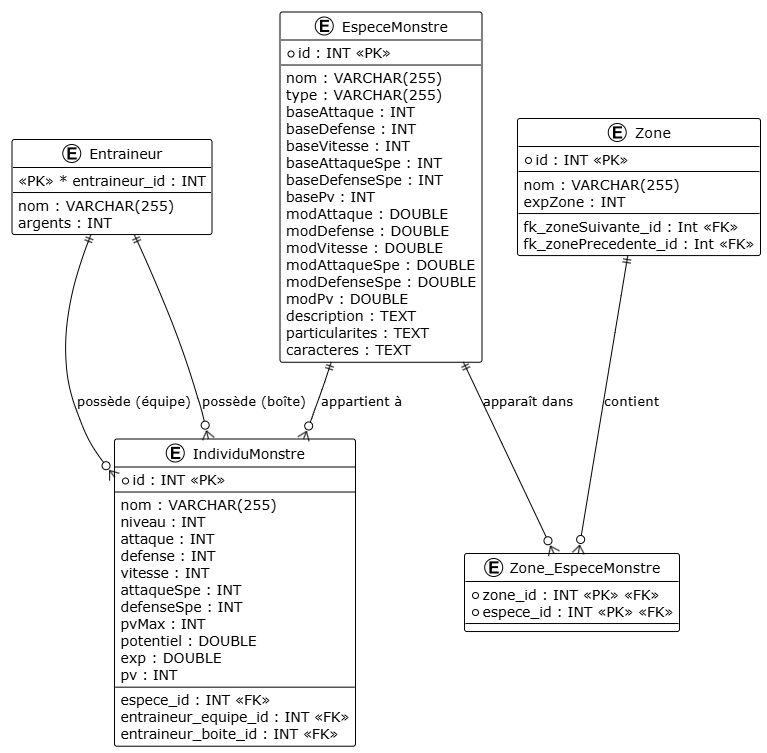 E EspeceMonstre
id : INT «PK»
nom : VARCHAR(255)
type : VARCHAR(255)
baseAttaque : INT
baseDefense : INT
baseVitesse : INT
baseAttaqueSpe : INT
baseDefenseSpe : INT
basePv : INT
modAttaque : DOUBLE
modDefense : DOUBLE
modVitesse : DOUBLE
modAttaqueSpe : DOUBLE
modDefenseSpe : DOUBLE
modPv : DOUBLE
description : TEXT
particularites : TEXT
caracteres : TEXT
E Entraineur
«PK» * entraineur_id : INT
nom : VARCHAR(255)
argents : INT
E Zone
id : INT «PK»
nom : VARCHAR(255)
expZone : INT
fk_zoneSuivante_id : Int «FK»
fk_zonePrecedente_id : Int «FK»
possède (équipe)
possède (boîte)
appartient à
apparaît dans
contient
E IndividuMonstre
id : INT «PK»
nom : VARCHAR(255)
niveau : INT
attaque : INT
defense : INT
vitesse : INT
attaqueSpe : INT
defenseSpe : INT
pvMax : INT
potentiel : DOUBLE
exp : DOUBLE
pv : INT
espece_id : INT «FK»
entraineur_equipe_id : INT «FK»
entraineur_boite_id : INT «FK»
E Zone_EspeceMonstre
zone_id : INT «PK» «FK»
espece_id : INT «PK» «FK»